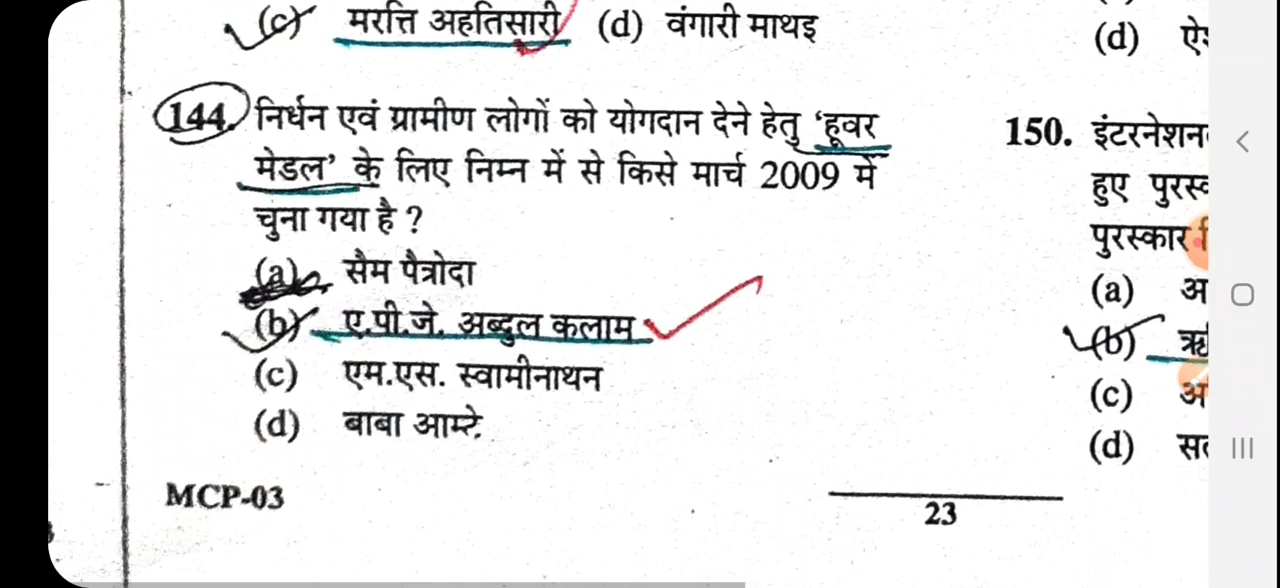 (c) मरत्ति अहतिसारी (d) वंगारी माथइ
144. निर्धन एवं ग्रामीण लोगों को योगदान देने हेतु 'हूवर
मेडल' के लिए निम्न में से किसे मार्च 2009 में
चुना गया है ?
(a) सैम पैत्रोदा
(b) ए.पी.जे. अब्दुल कलाम
(c) एम.एस. स्वामीनाथन
(d) बाबा आम्टे
MCP-03
23
(d)
150. इंटरनेशन
हुए
पुरस्कार
(a) अ
(b)
(c) अ
(d)